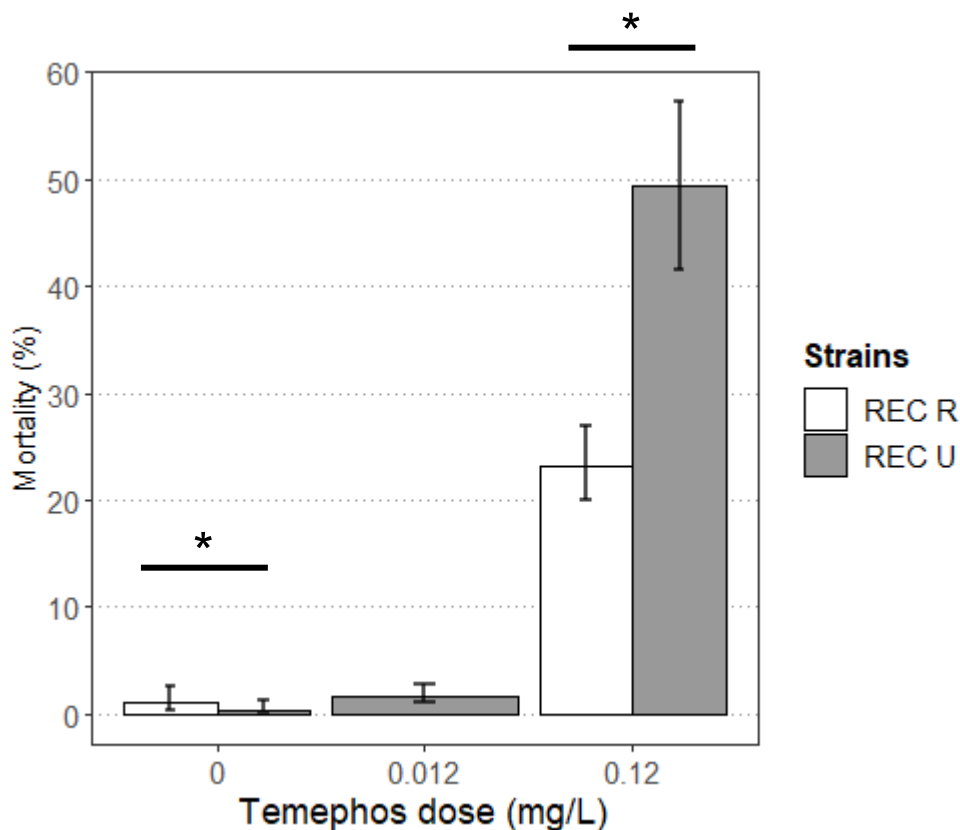 *
60
50
40
30
20
10
0
*
Mortality (%)
0
0.012
0.12
Temephos dose (mg/L)
Strains
REC R
REC U